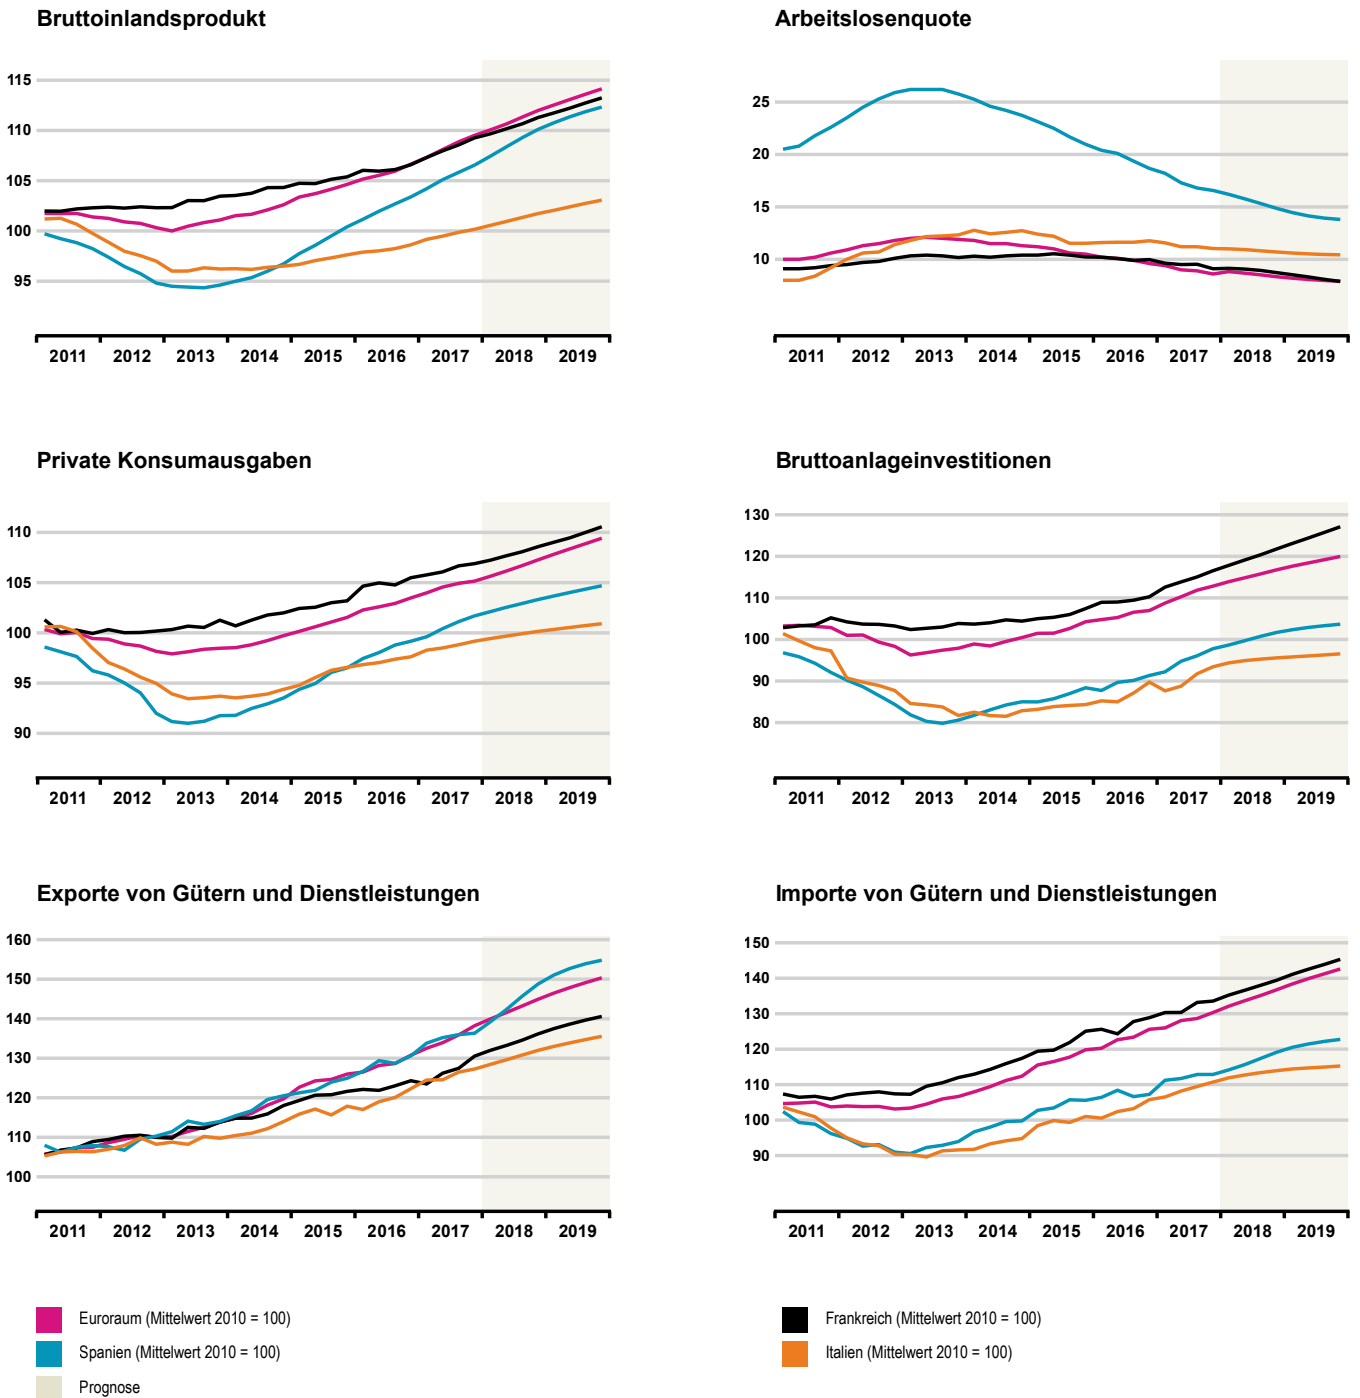 Bruttoinlandsprodukt
115
110
105
100
95
2011 2012 2013 2014 2015 2016 2017 2018 2019
Arbeitslosenquote
25
20
15
10
2011 2012 2013 2014 2015 2016 2017 2018 2019
Private Konsumausgaben
110
105
100
95
90
2011 2012 2013 2014 2015 2016 2017 2018 2019
Bruttoanlageinvestitionen
130
120
110
100
90
80
2011 2012 2013 2014 2015 2016 2017 2018 2019
Exporte von Gütern und Dienstleistungen
160
150
140
130
120
110
100
2011 2012 2013 2014 2015 2016 2017 2018 2019
Importe von Gütern und Dienstleistungen
150
140
130
120
110
100
90
2011 2012 2013 2014 2015 2016 2017 2018 2019
Euroraum (Mittelwert 2010 = 100)
Spanien (Mittelwert 2010 = 100)
Prognose
Frankreich (Mittelwert 2010 = 100)
Italien (Mittelwert 2010 = 100)